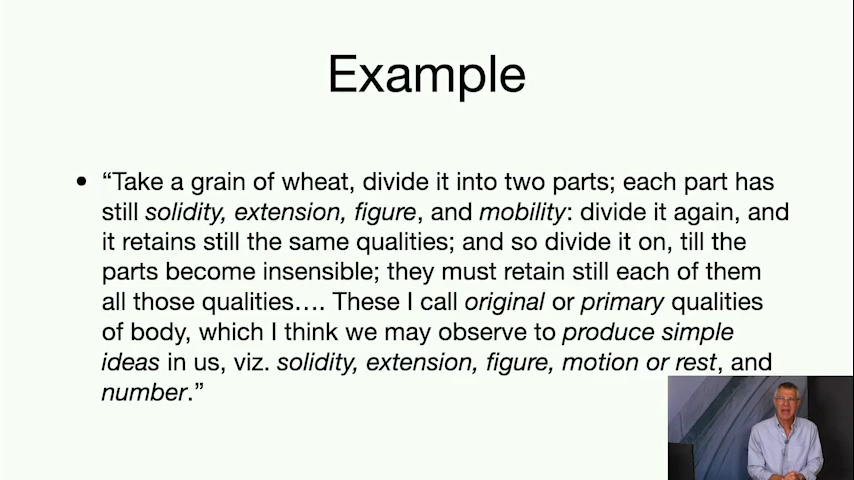 Example
• “Take a grain of wheat, divide it into two parts; each part has
still solidity, extension, figure, and mobility: divide it again, and
it retains still the same qualities; and so divide it on, till the
parts become insensible; they must retain still each of them
all those qualities…. These I call original or primary qualities
of body, which I think we may observe to produce simple
ideas in us, viz. solidity, extension, figure, motion or rest, and
number.”